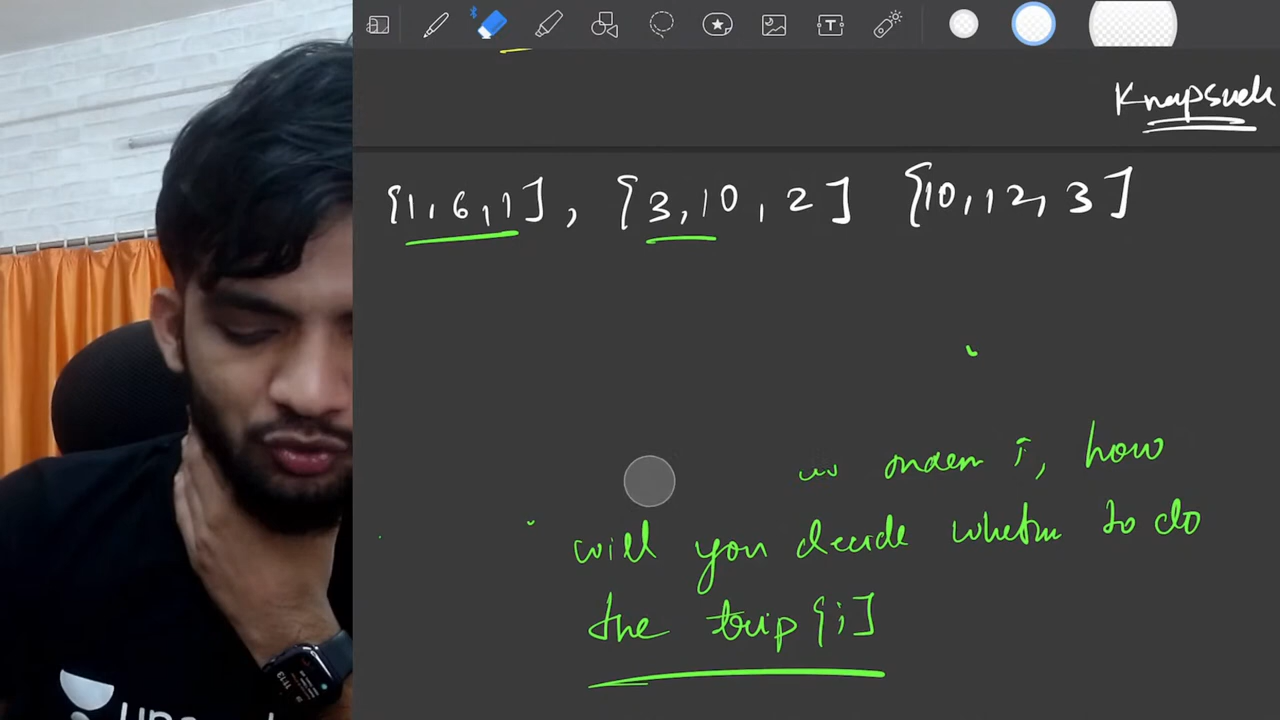 Knapsack
[1, 6, 1], [3, 10, 2] [10, 12, 3]
index i, how
will you decide whether to do
the trip[i]